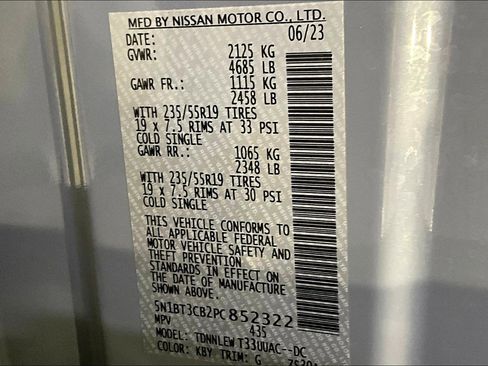 MFD BY NISSAN MOTOR CO., LTD.
DATE: 06/23
GVWR: 2125 KG
4685 LB
GAWR FR.: 1115 KG
2458 LB
WITH 235/55R19 TIRES
19 x 7.5 RIMS AT 33 PSI
COLD SINGLE
GAWR RR.: 1065 KG
2348 LB
WITH 235/55R19 TIRES
19 x 7.5 RIMS AT 30 PSI
COLD SINGLE
THIS VEHICLE CONFORMS TO
ALL APPLICABLE FEDERAL
MOTOR VEHICLE SAFETY AND
THEFT PREVENTION
STANDARDS IN EFFECT ON
THE DATE OF MANUFACTURE
SHOWN ABOVE.
5N1BT3CB2PC852322
MPV 435
MODEL: TDNNLEW T33UUAC--DC
COLOR: KBY TRIM: G